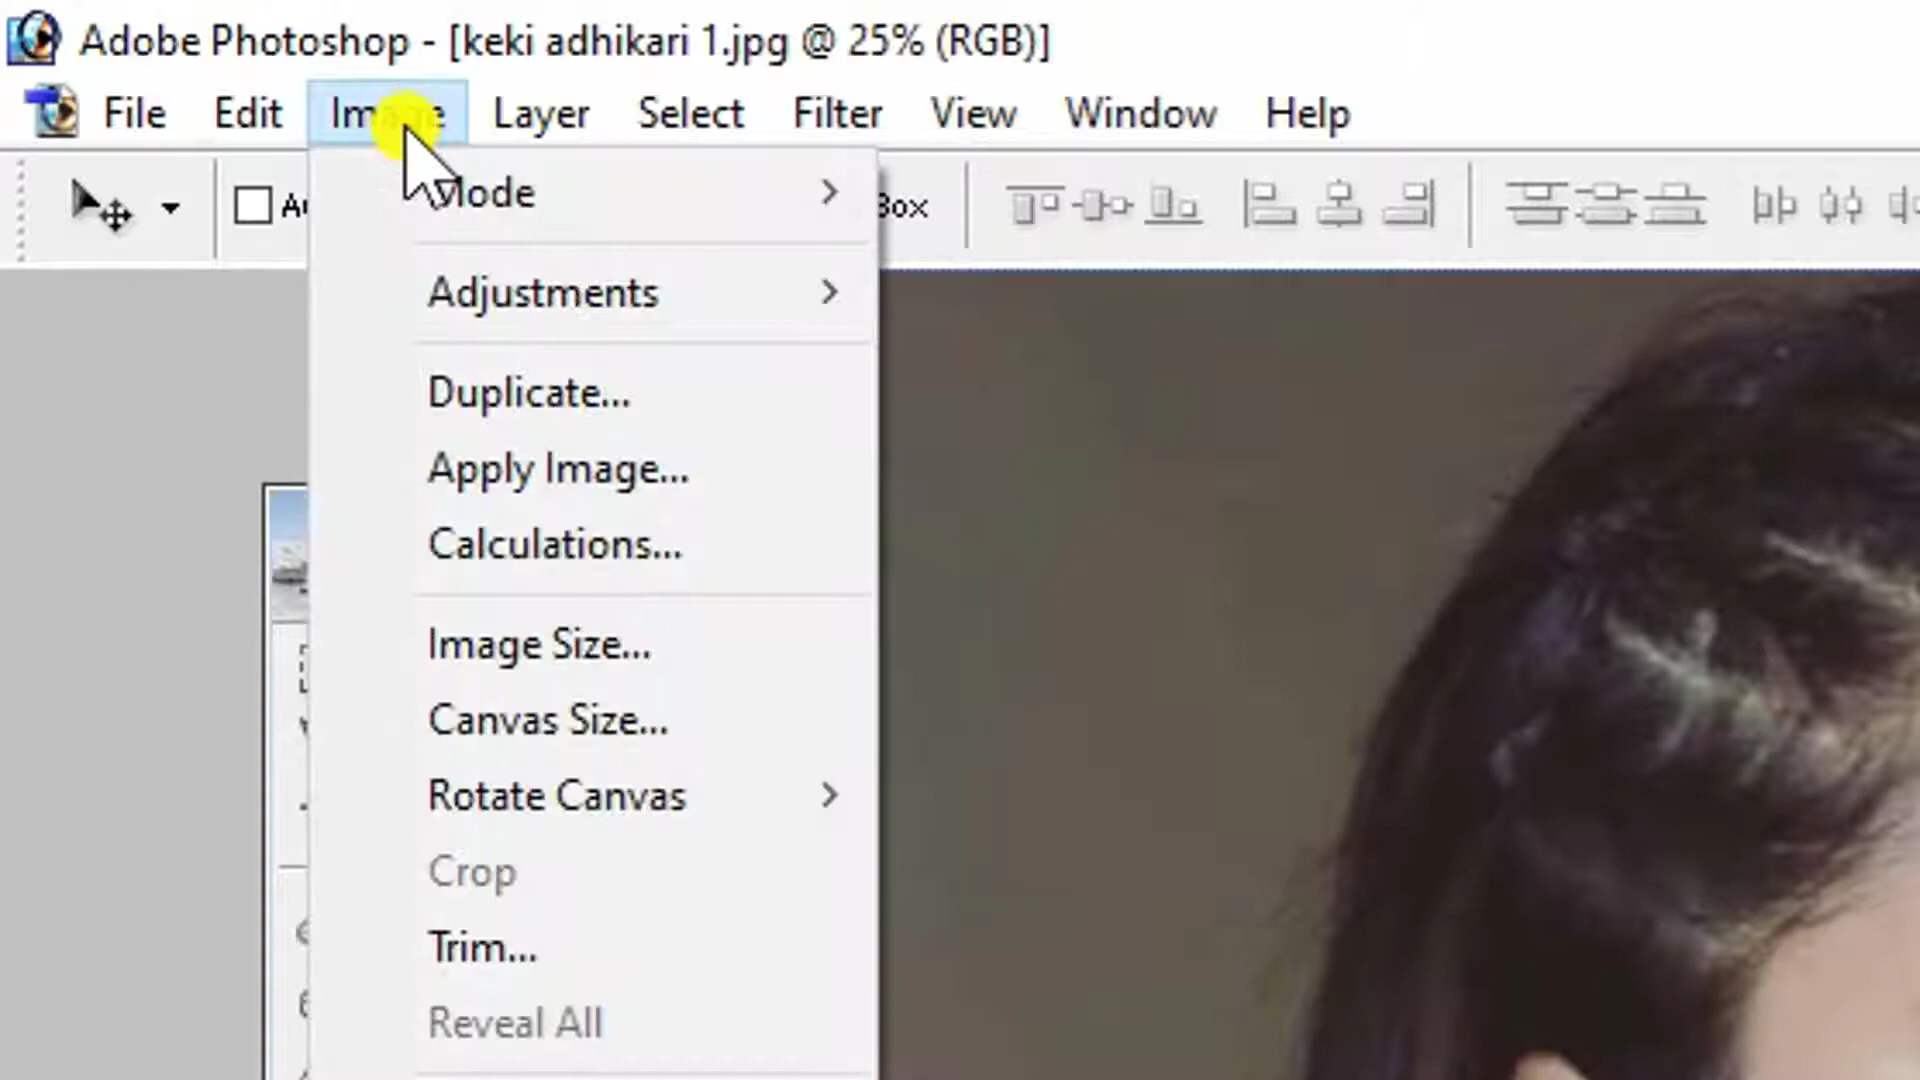 Adobe Photoshop - [keki adhikari 1.jpg @ 25% (RGB)]
File Edit Image Layer Select Filter View Window Help
Box
Mode
Adjustments
Duplicate...
Apply Image...
Calculations...
Image Size...
Canvas Size...
Rotate Canvas
Crop
Trim...
Reveal All